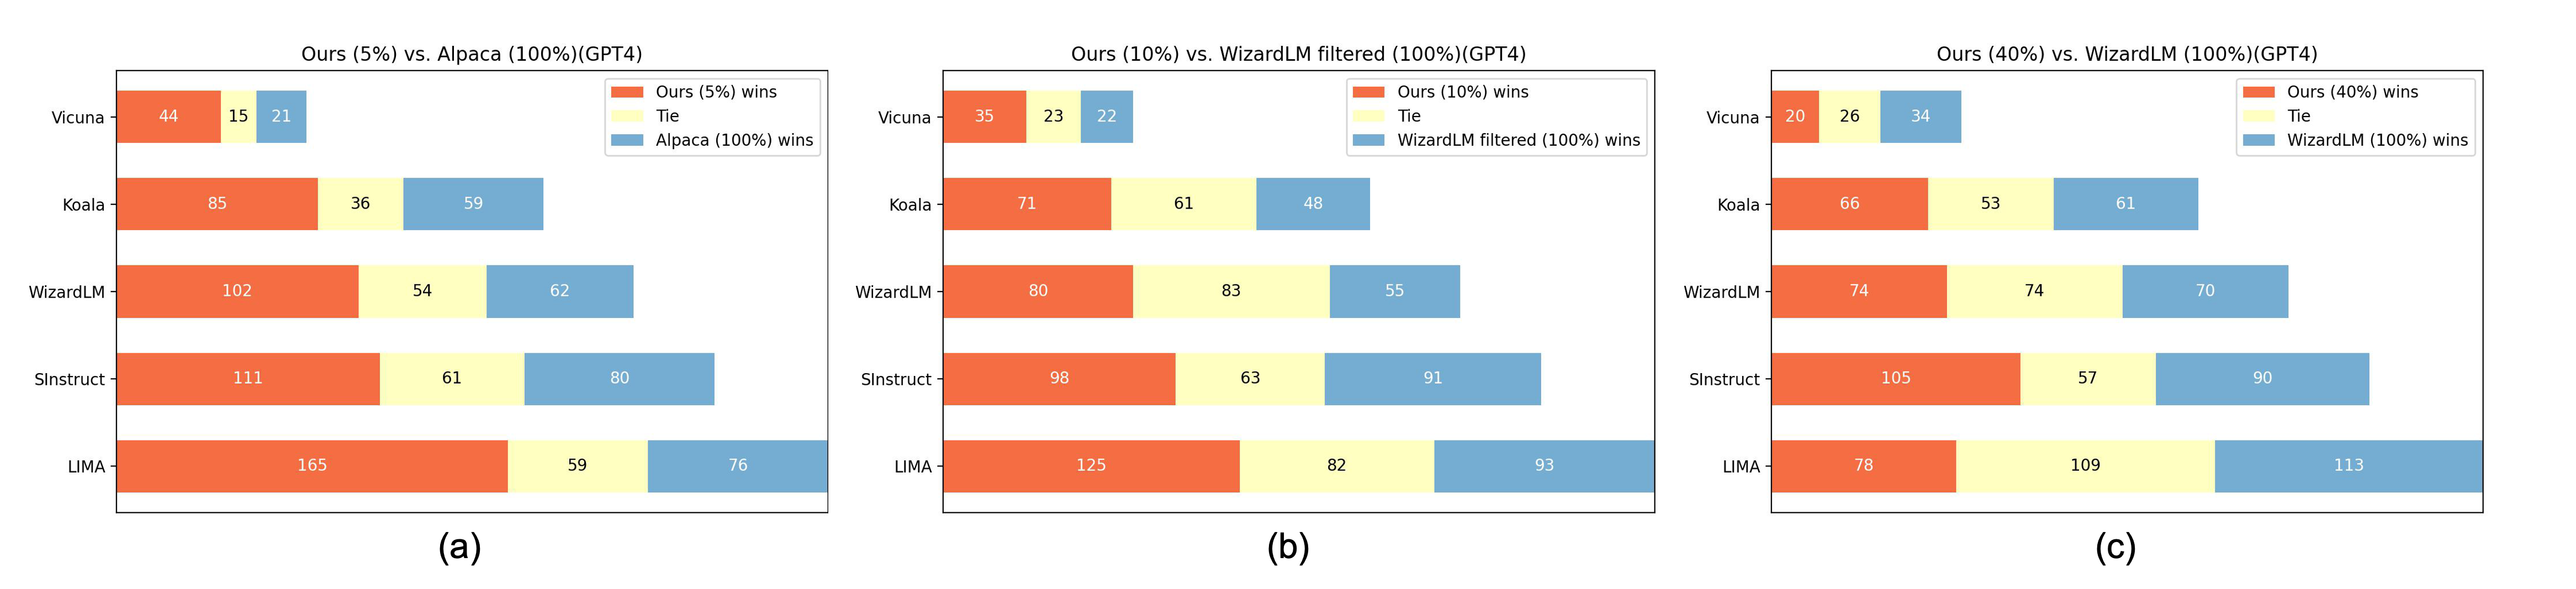 Ours (5%) vs. Alpaca (100%)(GPT4)
Ours (5%) wins
Tie
Alpaca (100%) wins
Vicuna 44 15 21
Koala 85 36 59
WizardLM 102 54 62
SInstruct 111 61 80
LIMA 165 59 76
(a)
Ours (10%) vs. WizardLM filtered (100%)(GPT4)
Ours (10%) wins
Tie
WizardLM filtered (100%) wins
Vicuna 35 23 22
Koala 71 61 48
WizardLM 80 83 55
SInstruct 98 63 91
LIMA 125 82 93
(b)
Ours (40%) vs. WizardLM (100%)(GPT4)
Ours (40%) wins
Tie
WizardLM (100%) wins
Vicuna 20 26 34
Koala 66 53 61
WizardLM 74 74 70
SInstruct 105 57 90
LIMA 78 109 113
(c)